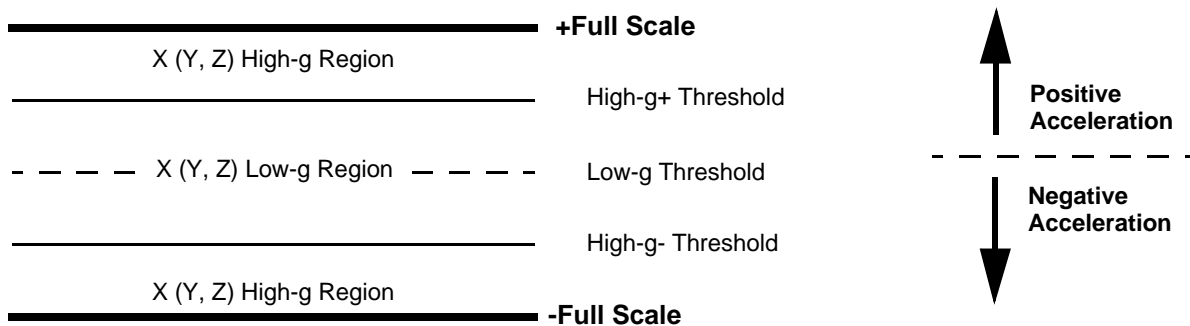 +Full Scale
X (Y, Z) High-g Region
High-g+ Threshold
Positive
Acceleration
X (Y, Z) Low-g Region
Low-g Threshold
Negative
Acceleration
High-g- Threshold
X (Y, Z) High-g Region
-Full Scale